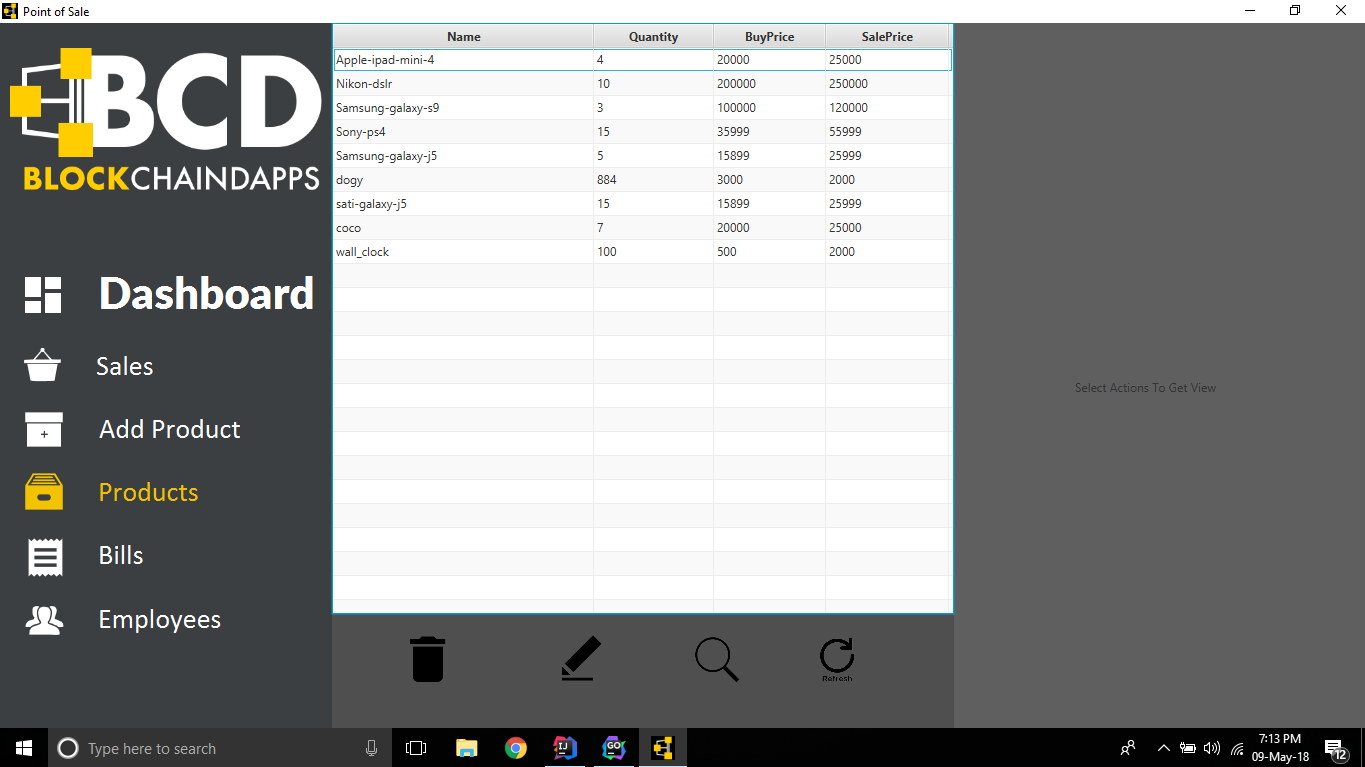 Point of Sale
BCD
BLOCKCHAINDAPPS
Dashboard
Sales
Add Product
Products
Bills
Employees
Name Quantity BuyPrice SalePrice
Apple-ipad-mini-4 4 20000 25000
Nikon-dslr 10 200000 250000
Samsung-galaxy-s9 3 100000 120000
Sony-ps4 15 35999 55999
Samsung-galaxy-j5 5 15899 25999
dogy 884 3000 2000
sati-galaxy-j5 15 15899 25999
coco 7 20000 25000
wall_clock 100 500 2000
Select Actions To Get View
Refresh
Type here to search
IJ
GO
7:13 PM
09-May-18
12